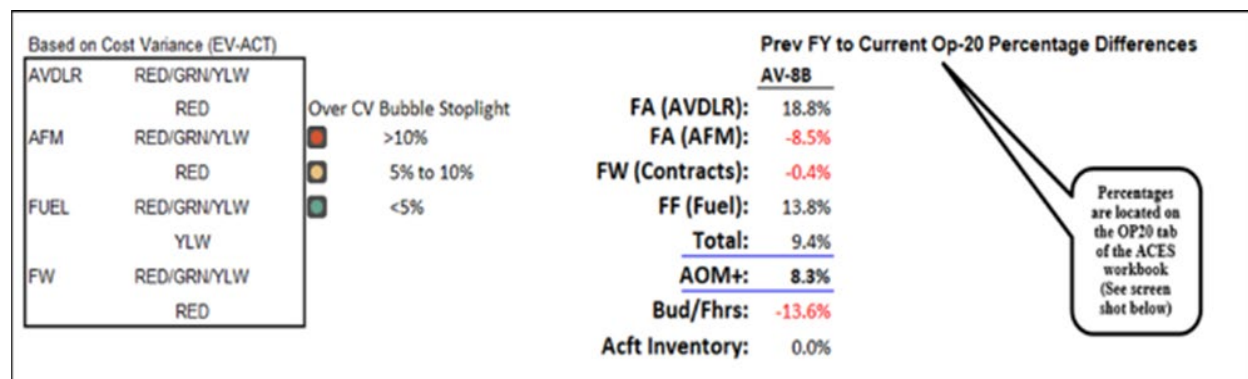 Based on Cost Variance (EV-ACT)
AVDLR RED/GRN/YLW
RED
AFM RED/GRN/YLW
RED
FUEL RED/GRN/YLW
YLW
FW RED/GRN/YLW
RED
Over CV Bubble Stoplight
>10%
5% to 10%
<5%
Prev FY to Current Op-20 Percentage Differences
AV-8B
FA (AVDLR): 18.8%
FA (AFM): -8.5%
FW (Contracts): -0.4%
FF (Fuel): 13.8%
Total: 9.4%
AOM+: 8.3%
Bud/Fhrs: -13.6%
Acft Inventory: 0.0%
Percentages
are located on
the OP20 tab
of the ACES
workbook
(See screen
shot below)